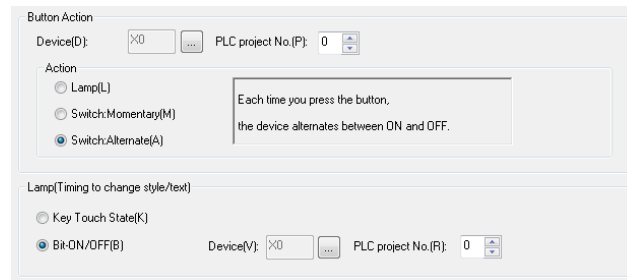 Button Action
Device(D): X0 ... PLC project No.(P): 0
Action
Lamp(L)
Switch:Momentary(M)
Switch:Alternate(A)
Each time you press the button,
the device alternates between ON and OFF.
Lamp(Timing to change style/text)
Key Touch State(K)
Bit-ON/OFF(B) Device(V): X0 ... PLC project No.(R): 0